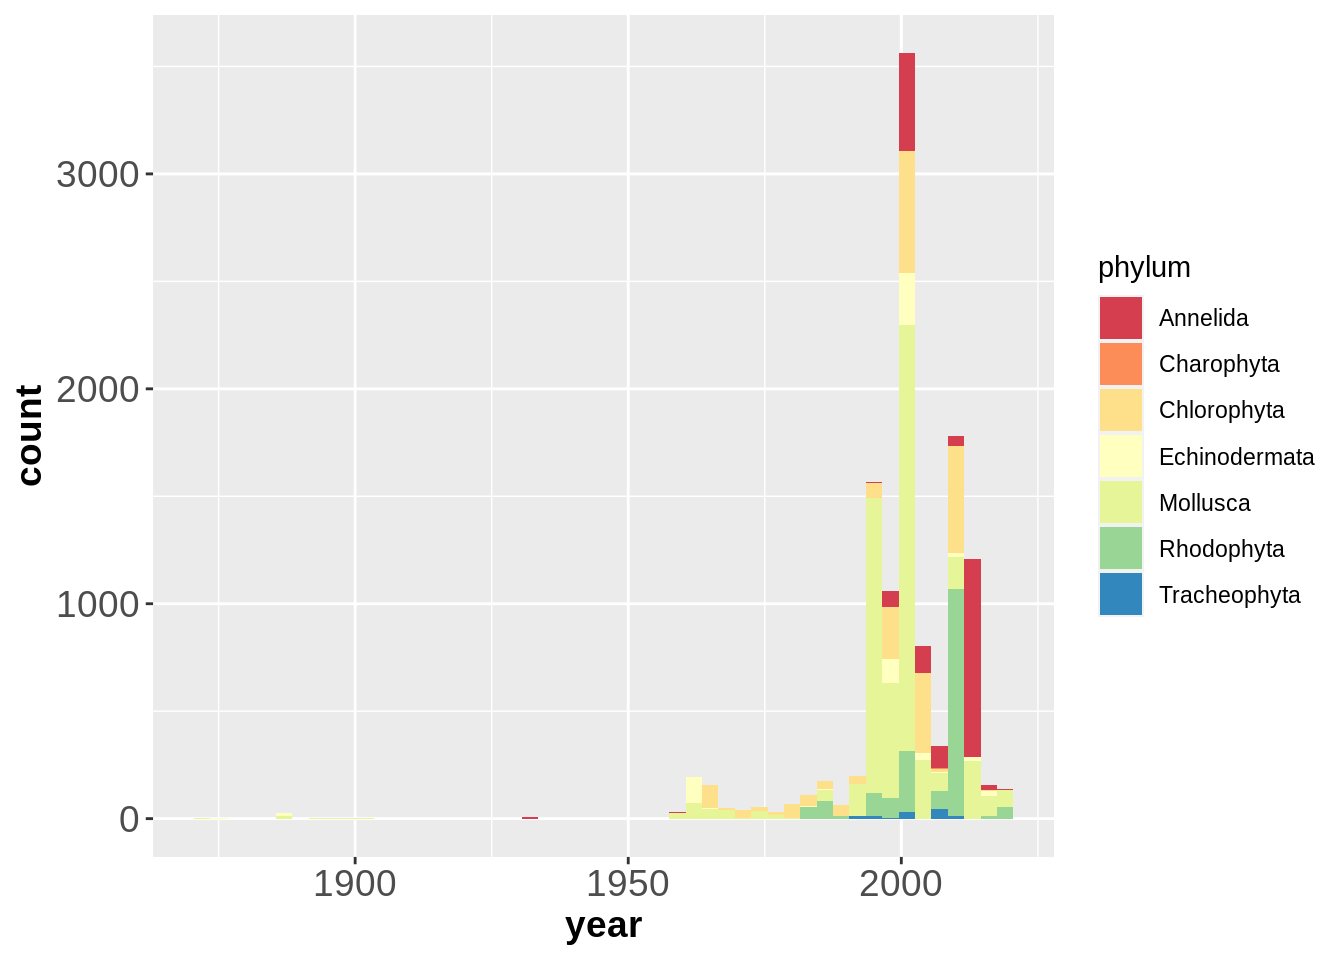 3000
2000
1000
0
count
1900
1950
2000
year
phylum
Annelida
Charophyta
Chlorophyta
Echinodermata
Mollusca
Rhodophyta
Tracheophyta